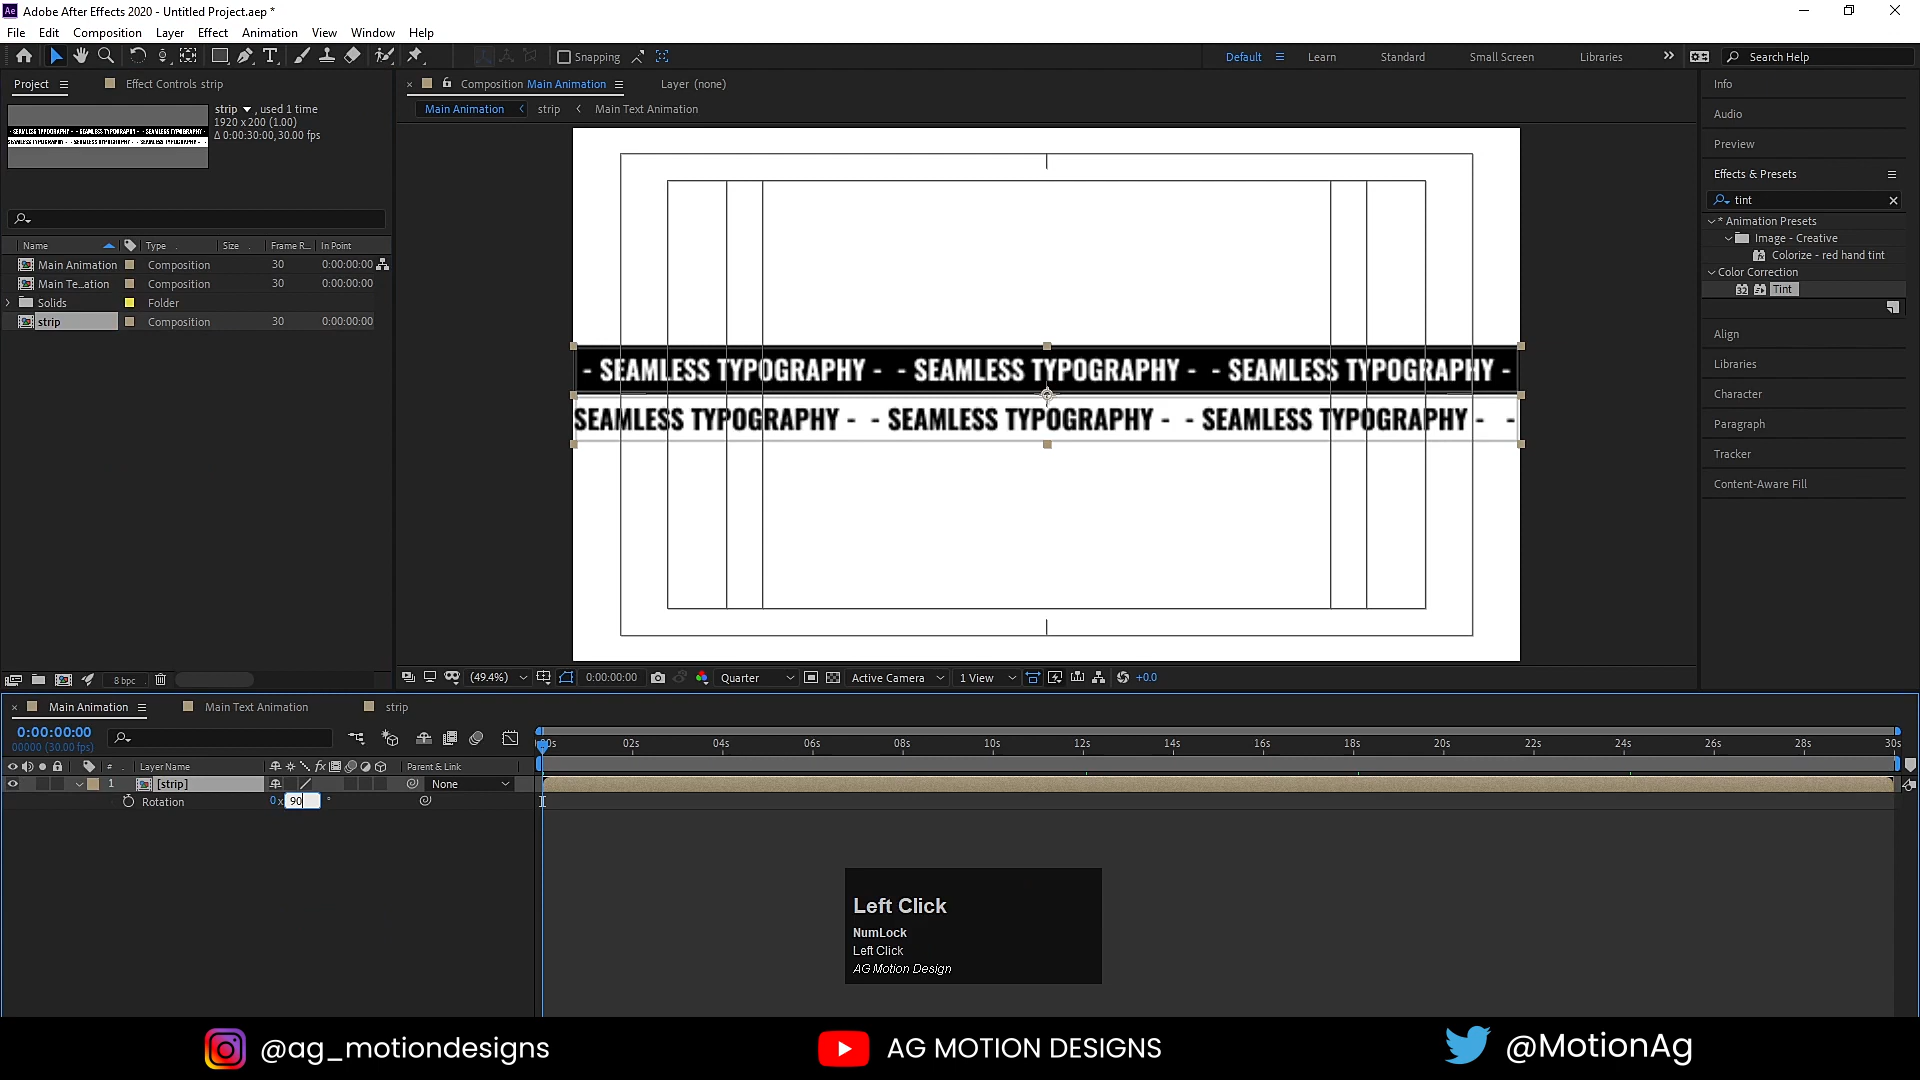 Adobe After Effects 2020 - Untitled Project.aep *
File Edit Composition Layer Effect Animation View Window Help
Snapping Default Learn Standard Small Screen Libraries Search Help
Project Effect Controls strip
strip , used 1 time
1920 x 200 (1.00)
Δ 0:00:30:00, 30.00 fps
Name Type Size Frame R... In Point
Main Animation Composition 30 0:00:00:00
Main Te...ation Composition 30 0:00:00:00
Solids Folder
strip Composition 30 0:00:00:00
8 bpc
Composition Main Animation Layer (none)
Main Animation strip Main Text Animation
- SEAMLESS TYPOGRAPHY - - SEAMLESS TYPOGRAPHY - - SEAMLESS TYPOGRAPHY -
SEAMLESS TYPOGRAPHY - - SEAMLESS TYPOGRAPHY - - SEAMLESS TYPOGRAPHY - -
(49.4%) 0:00:00:00 Quarter Active Camera 1 View +0.0
Info
Audio
Preview
Effects & Presets
tint
* Animation Presets
Image - Creative
Colorize - red hand tint
Color Correction
32 Tint
Align
Libraries
Character
Paragraph
Tracker
Content-Aware Fill
Main Animation Main Text Animation strip
0:00:00:00
00000 (30.00 fps)
00s 02s 04s 06s 08s 10s 12s 14s 16s 18s 20s 22s 24s 26s 28s 30s
# Layer Name fx Parent & Link
1 [strip] None
Rotation 0x 90 °
Left Click
NumLock
Left Click
AG Motion Design
@ag_motiondesigns AG MOTION DESIGNS @MotionAg